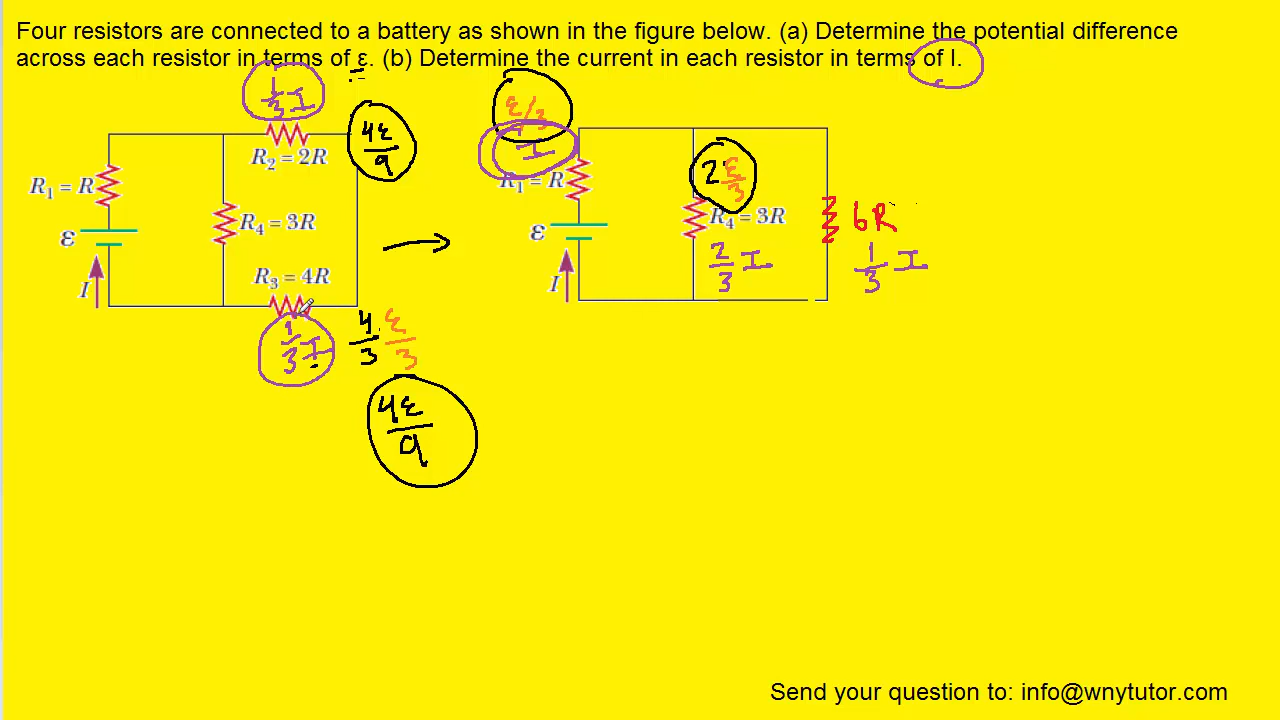 Four resistors are connected to a battery as shown in the figure below. (a) Determine the potential difference
across each resistor in terms of ε. (b) Determine the current in each resistor in terms of I.
1/3 I
4ε/9
R₂ = 2R
R₁ = R
R₄ = 3R
ε
R₃ = 4R
I
1/3 I
4/3 · ε/3
4ε/9
ε/3
I
R₁ = R
2 ε/3
R₄ = 3R
6R
ε
2/3 I
1/3 I
I
Send your question to: info@wnytutor.com